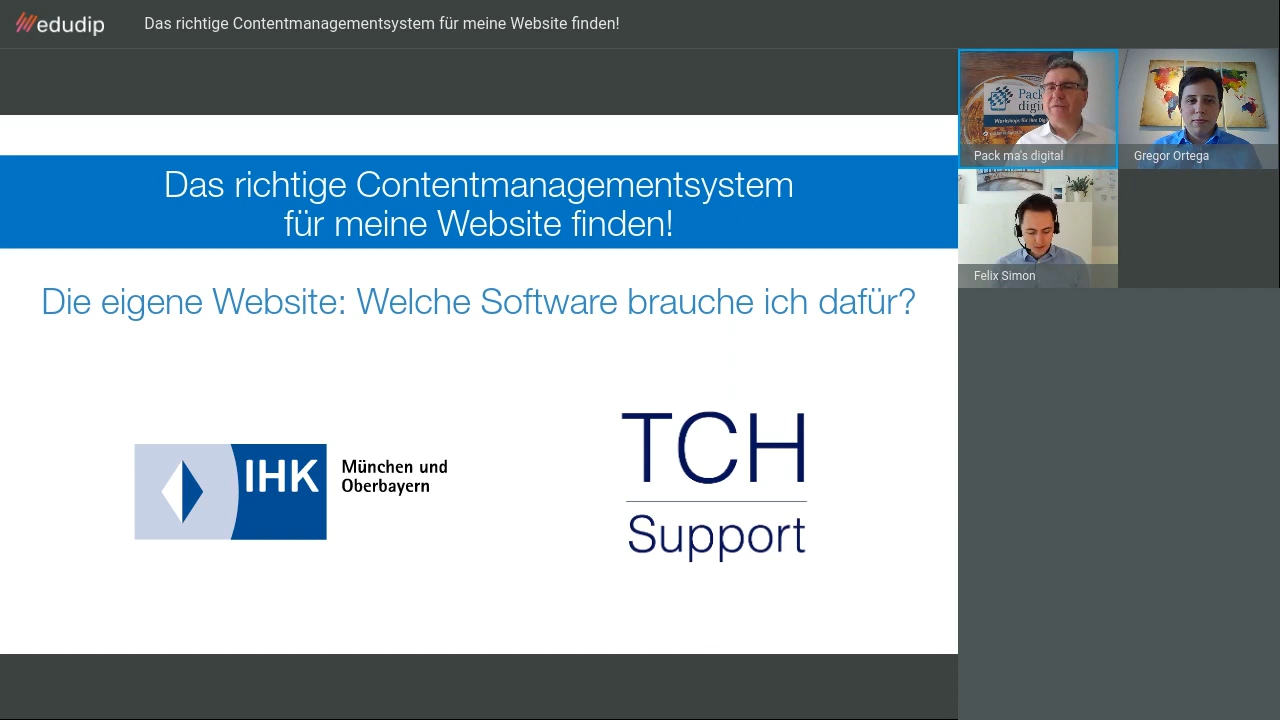 edudip
Das richtige Contentmanagementsystem für meine Website finden!
Das richtige Contentmanagementsystem
für meine Website finden!
Die eigene Website: Welche Software brauche ich dafür?
IHK
München und
Oberbayern
TCH
Support
Pack
Pack ma's digital
Gregor Ortega
Felix Simon